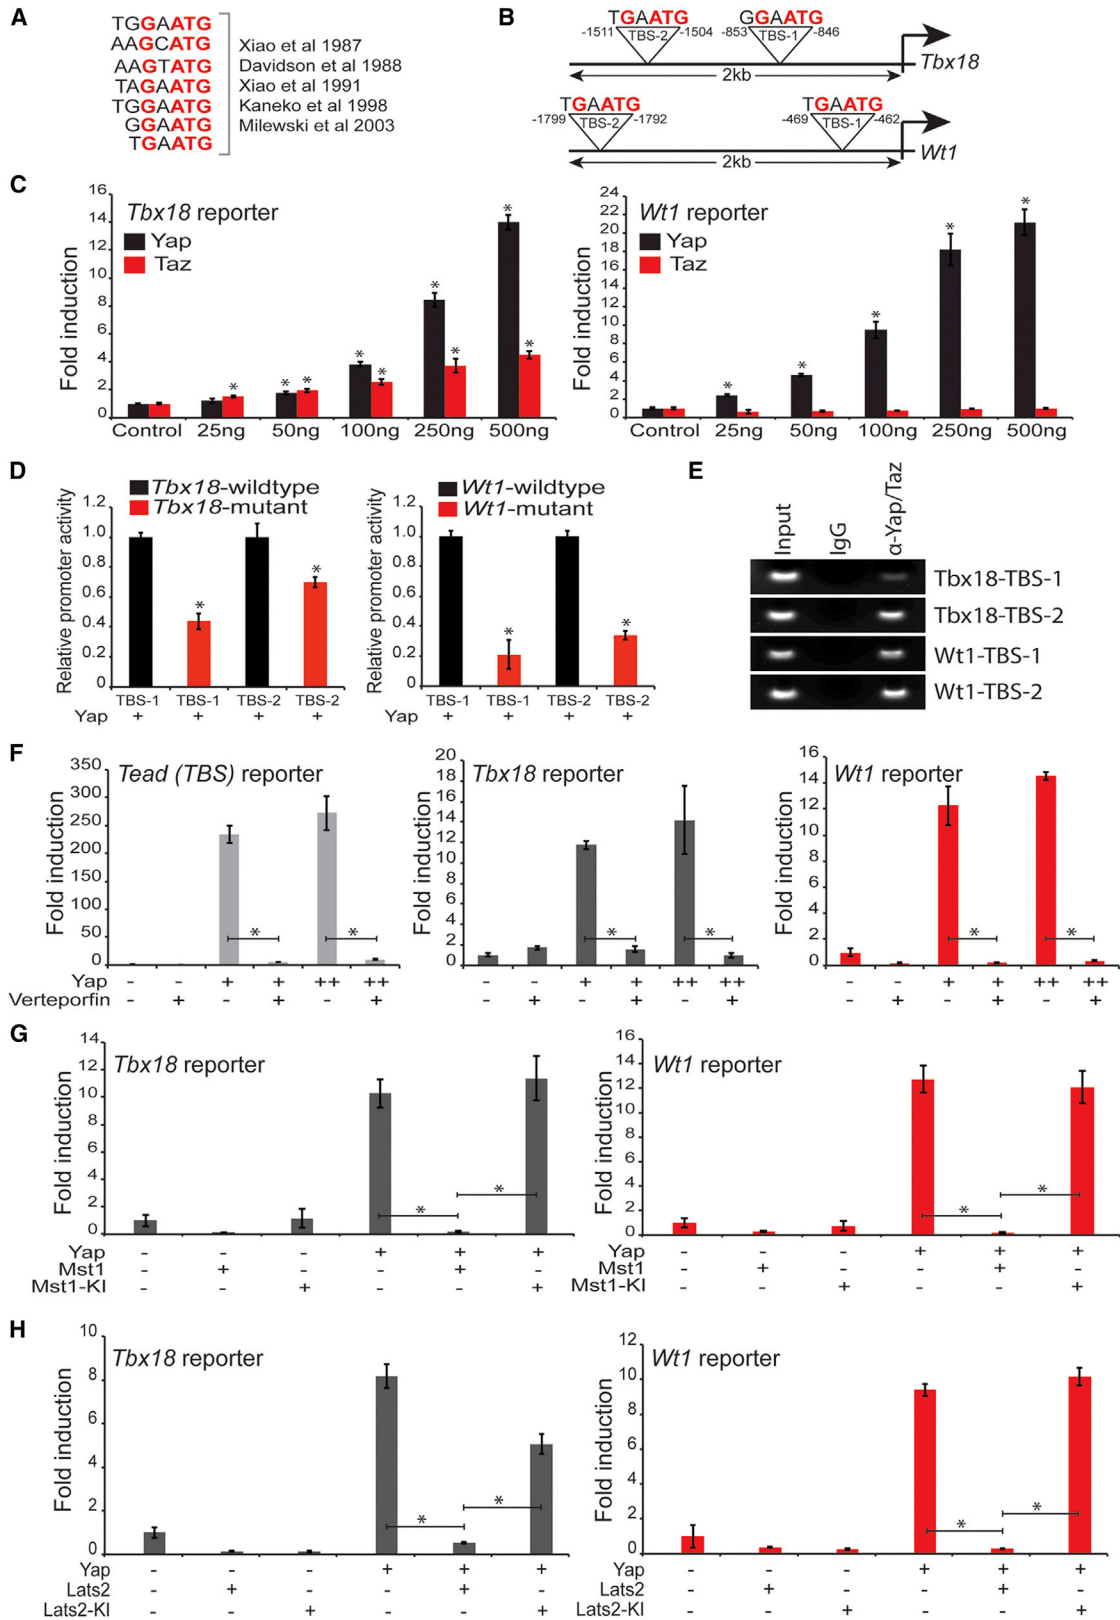 A
TGGAATG
AAGCATG
AAGTATG
TAGAATG
TGGAATG
GGAATG
TGAATG
Xiao et al 1987
Davidson et al 1988
Xiao et al 1991
Kaneko et al 1998
Milewski et al 2003
B
TGAATG GGAATG
-1511 TBS-2 -1504 -853 TBS-1 -846
2kb
Tbx18
TGAATG TGAATG
-1799 TBS-2 -1792 -469 TBS-1 -462
2kb
Wt1
C
Tbx18 reporter
Yap
Taz
Fold induction
16
14
12
10
8
6
4
2
0
* * * * * * * * *
Control 25ng 50ng 100ng 250ng 500ng
Wt1 reporter
Yap
Taz
Fold induction
24
22
20
18
16
14
12
10
8
6
4
2
0
* * * * *
Control 25ng 50ng 100ng 250ng 500ng
D
Tbx18-wildtype
Tbx18-mutant
Relative promoter activity
1.2
1.0
0.8
0.6
0.4
0.2
0
* *
TBS-1 TBS-1 TBS-2 TBS-2
Yap + + + +
Wt1-wildtype
Wt1-mutant
Relative promoter activity
1.2
1.0
0.8
0.6
0.4
0.2
0
* *
TBS-1 TBS-1 TBS-2 TBS-2
+ + + +
E
Input IgG α-Yap/Taz
Tbx18-TBS-1
Tbx18-TBS-2
Wt1-TBS-1
Wt1-TBS-2
F
Tead (TBS) reporter
Fold induction
350
300
250
200
150
100
50
0
* *
Yap - - + + ++ ++
Verteporfin - + - + - +
Tbx18 reporter
Fold induction
20
18
16
14
12
10
8
6
4
2
0
* *
- - + + ++ ++
- + - + - +
Wt1 reporter
Fold induction
16
14
12
10
8
6
4
2
0
* *
- - + + ++ ++
- + - + - +
G
Tbx18 reporter
Fold induction
14
12
10
8
6
4
2
0
* *
Yap - - - + + +
Mst1 - + - - + -
Mst1-KI - - + - - +
Wt1 reporter
Fold induction
16
14
12
10
8
6
4
2
0
* *
Yap - - - + + +
Mst1 - + - - + -
Mst1-KI - - + - - +
H
Tbx18 reporter
Fold induction
10
8
6
4
2
0
* *
Yap - - - + + +
Lats2 - + - - + -
Lats2-KI - - + - - +
Wt1 reporter
Fold induction
12
10
8
6
4
2
0
* *
Yap - - - + + +
Lats2 - + - - + -
Lats2-KI - - + - - +